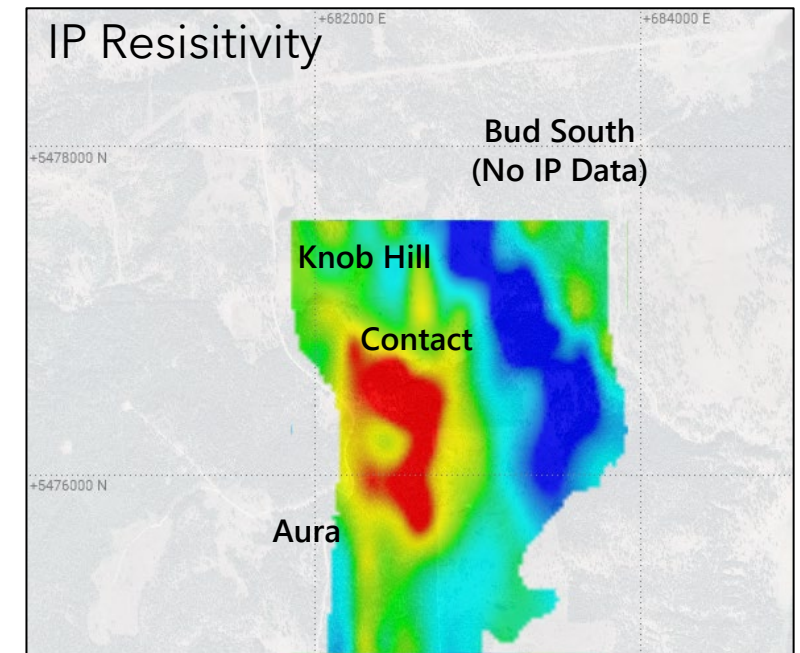 IP Resisitivity
+682000 E
+684000 E
Bud South
(No IP Data)
+5478000 N
Knob Hill
Contact
+5476000 N
Aura